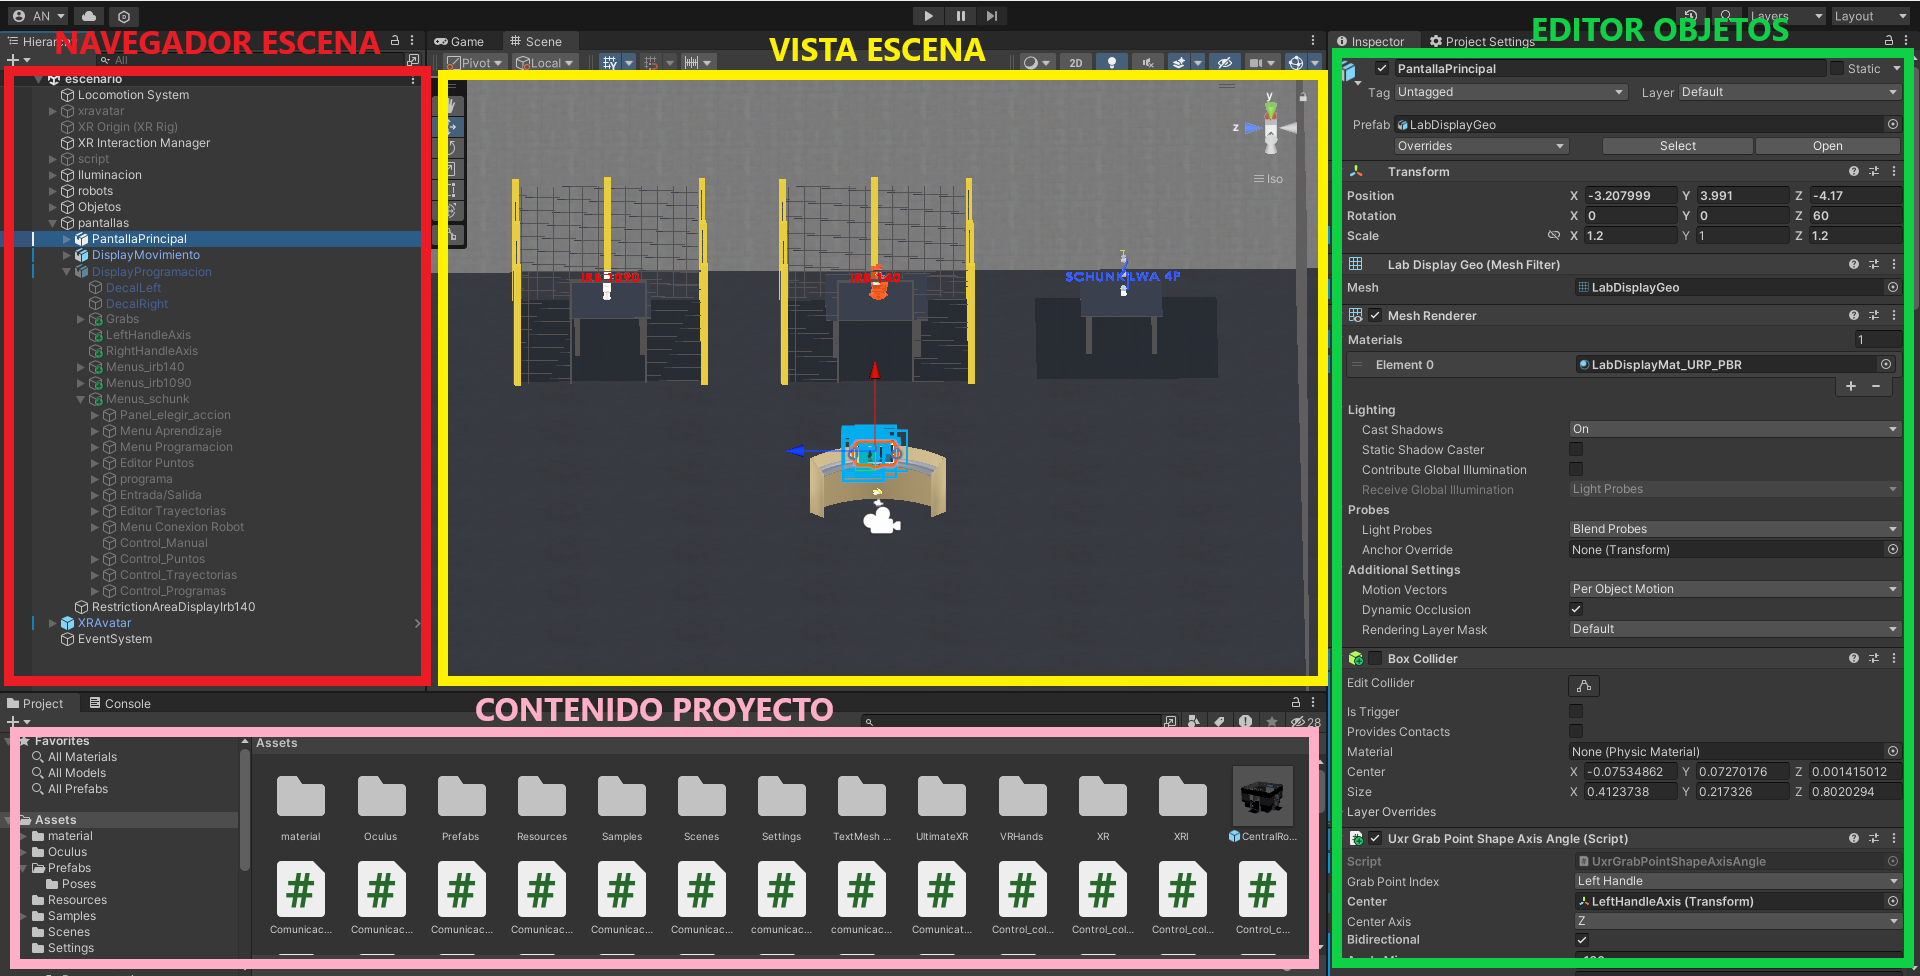 AN
Layers
Layout
NAVEGADOR ESCENA
VISTA ESCENA
EDITOR OBJETOS
All
escenario
Locomotion System
xravatar
XR Origin (XR Rig)
XR Interaction Manager
script
Iluminacion
robots
Objetos
pantallas
PantallaPrincipal
DisplayMovimiento
DisplayProgramacion
DecalLeft
DecalRight
Grabs
LeftHandleAxis
RightHandleAxis
Menus_irb140
Menus_irb1090
Menus_schunk
Panel_elegir_accion
Menu Aprendizaje
Menu Programacion
Editor Puntos
programa
Entrada/Salida
Editor Trayectorias
Menu Conexion Robot
Control_Manual
Control_Puntos
Control_Trayectorias
Control_Programas
RestrictionAreaDisplayIrb140
XRAvatar
EventSystem
Game
Scene
Pivot
Local
2D
y
z
Iso
SCHUNK LWA 4P
Inspector
Project Settings
PantallaPrincipal
Static
Tag Untagged Layer Default
Prefab LabDisplayGeo
Overrides Select Open
Transform
Position X -3.207999 Y 3.991 Z -4.17
Rotation X 0 Y 0 Z 60
Scale X 1.2 Y 1 Z 1.2
Lab Display Geo (Mesh Filter)
Mesh LabDisplayGeo
Mesh Renderer
Materials 1
Element 0 LabDisplayMat_URP_PBR
Lighting
Cast Shadows On
Static Shadow Caster
Contribute Global Illumination
Receive Global Illumination Light Probes
Probes
Light Probes Blend Probes
Anchor Override None (Transform)
Additional Settings
Motion Vectors Per Object Motion
Dynamic Occlusion
Rendering Layer Mask Default
Box Collider
Edit Collider
Is Trigger
Provides Contacts
Material None (Physic Material)
Center X -0.07534862 Y 0.07270176 Z 0.001415012
Size X 0.4123738 Y 0.217326 Z 0.8020294
Layer Overrides
Uxr Grab Point Shape Axis Angle (Script)
Script UxrGrabPointShapeAxisAngle
Grab Point Index Left Handle
Center LeftHandleAxis (Transform)
Center Axis Z
Bidirectional
Project
Console
CONTENIDO PROYECTO
28
Favorites
All Materials
All Models
All Prefabs
Assets
material
Oculus
Prefabs
Poses
Resources
Samples
Scenes
Settings
Assets
material Oculus Prefabs Resources Samples Scenes Settings TextMesh ... UltimateXR VRHands XR XRI CentralRo...
Comunicac... Comunicac... Comunicac... Comunicac... Comunicac... Comunicac... comunicac... comunicac... Comunicat... Control_col... Control_col... Control_col... Control_c...